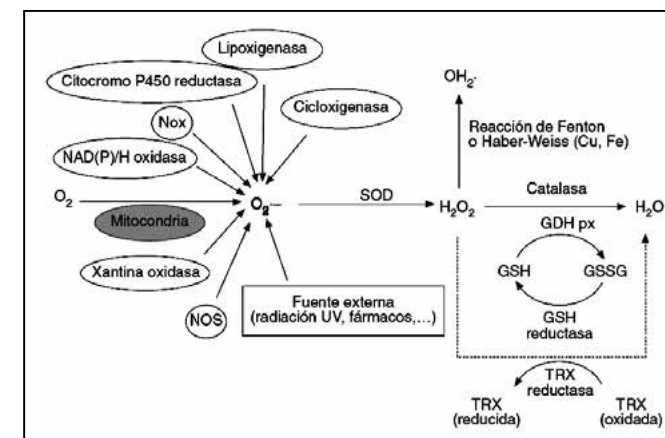 Lipoxigenasa
Citocromo P450 reductasa
Cicloxigenasa
Nox
NAD(P)/H oxidasa
O₂
Mitocondria
O₂·−
Xantina oxidasa
NOS
Fuente externa
(radiación UV, fármacos,...)
SOD
OH₂·
Reacción de Fenton
o Haber-Weiss (Cu, Fe)
H₂O₂
Catalasa
H₂O
GDH px
GSH
GSSG
GSH
reductasa
TRX
reductasa
TRX
(reducida)
TRX
(oxidada)